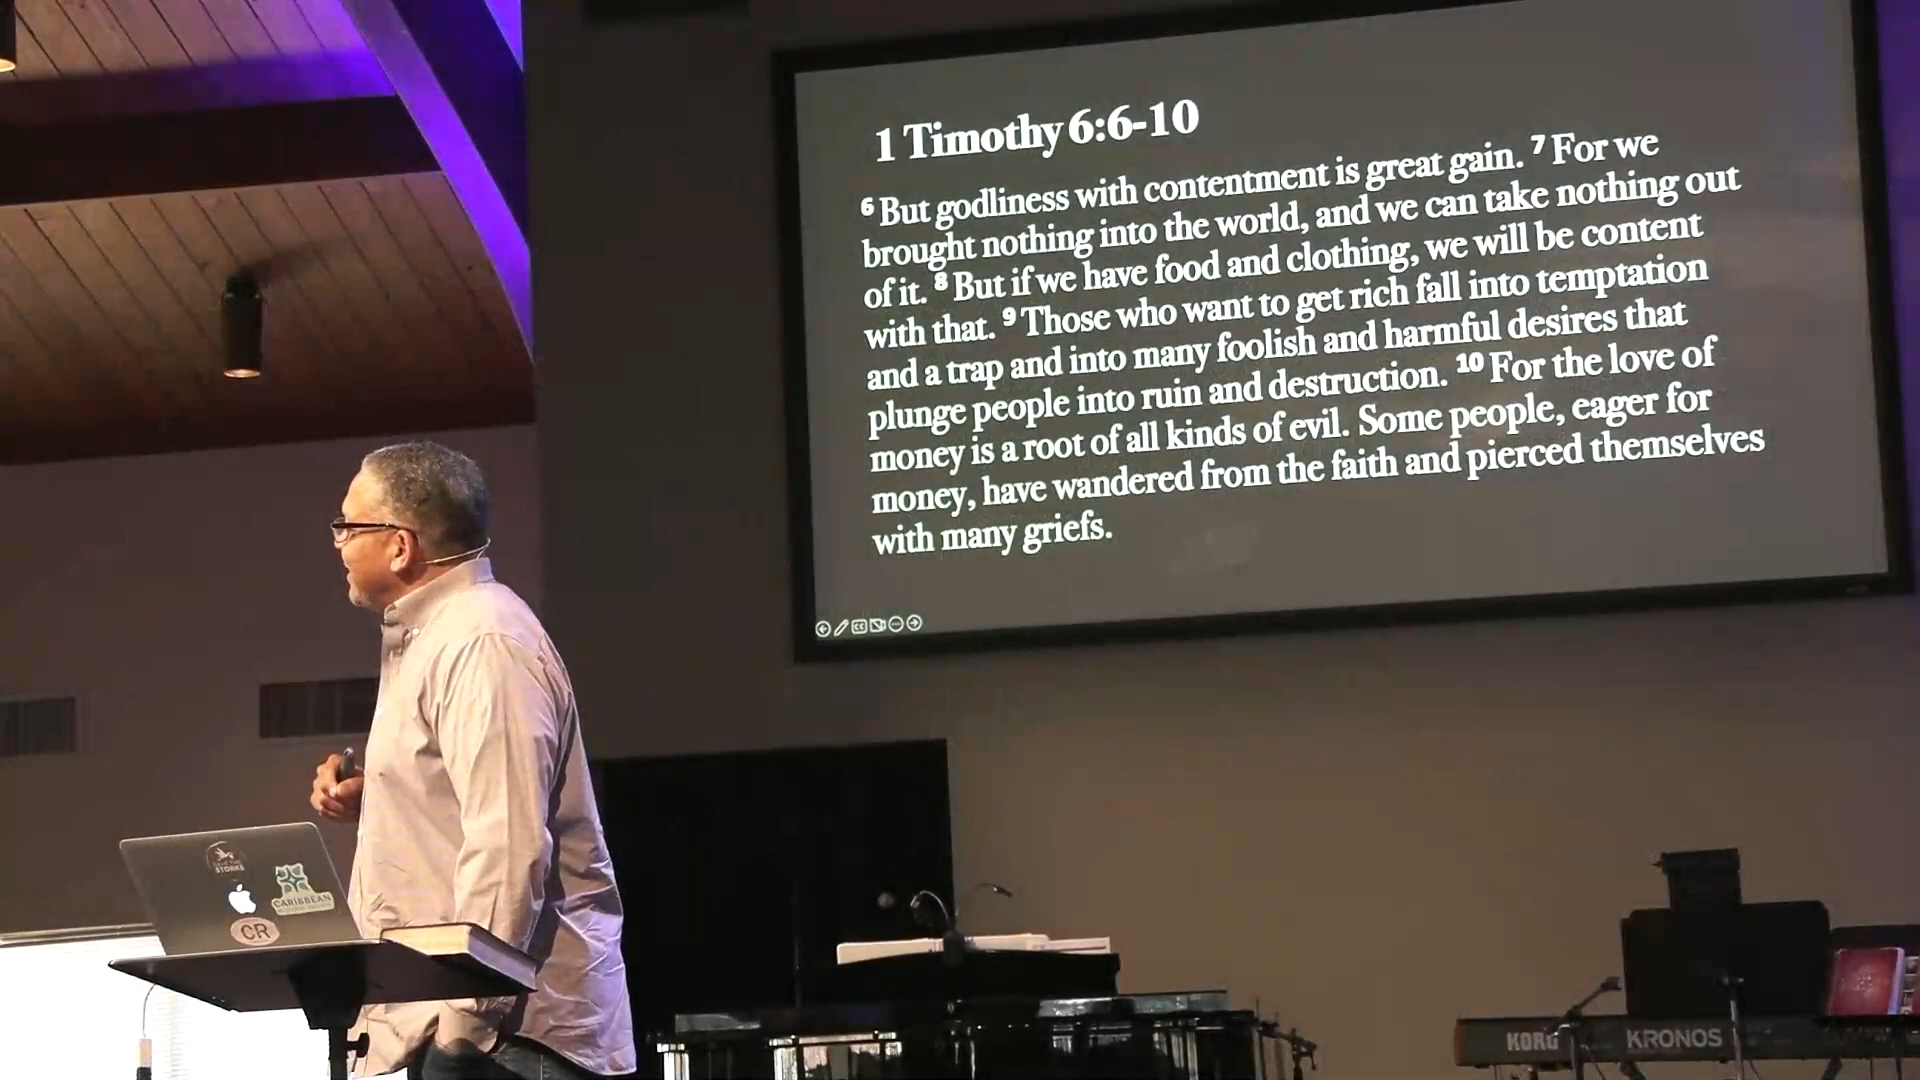 1 Timothy 6:6-10
6 But godliness with contentment is great gain. 7 For we
brought nothing into the world, and we can take nothing out
of it. 8 But if we have food and clothing, we will be content
with that. 9 Those who want to get rich fall into temptation
and a trap and into many foolish and harmful desires that
plunge people into ruin and destruction. 10 For the love of
money is a root of all kinds of evil. Some people, eager for
money, have wandered from the faith and pierced themselves
with many griefs.
CC
STORKS
CARIBBEAN
CR
KORG KRONOS